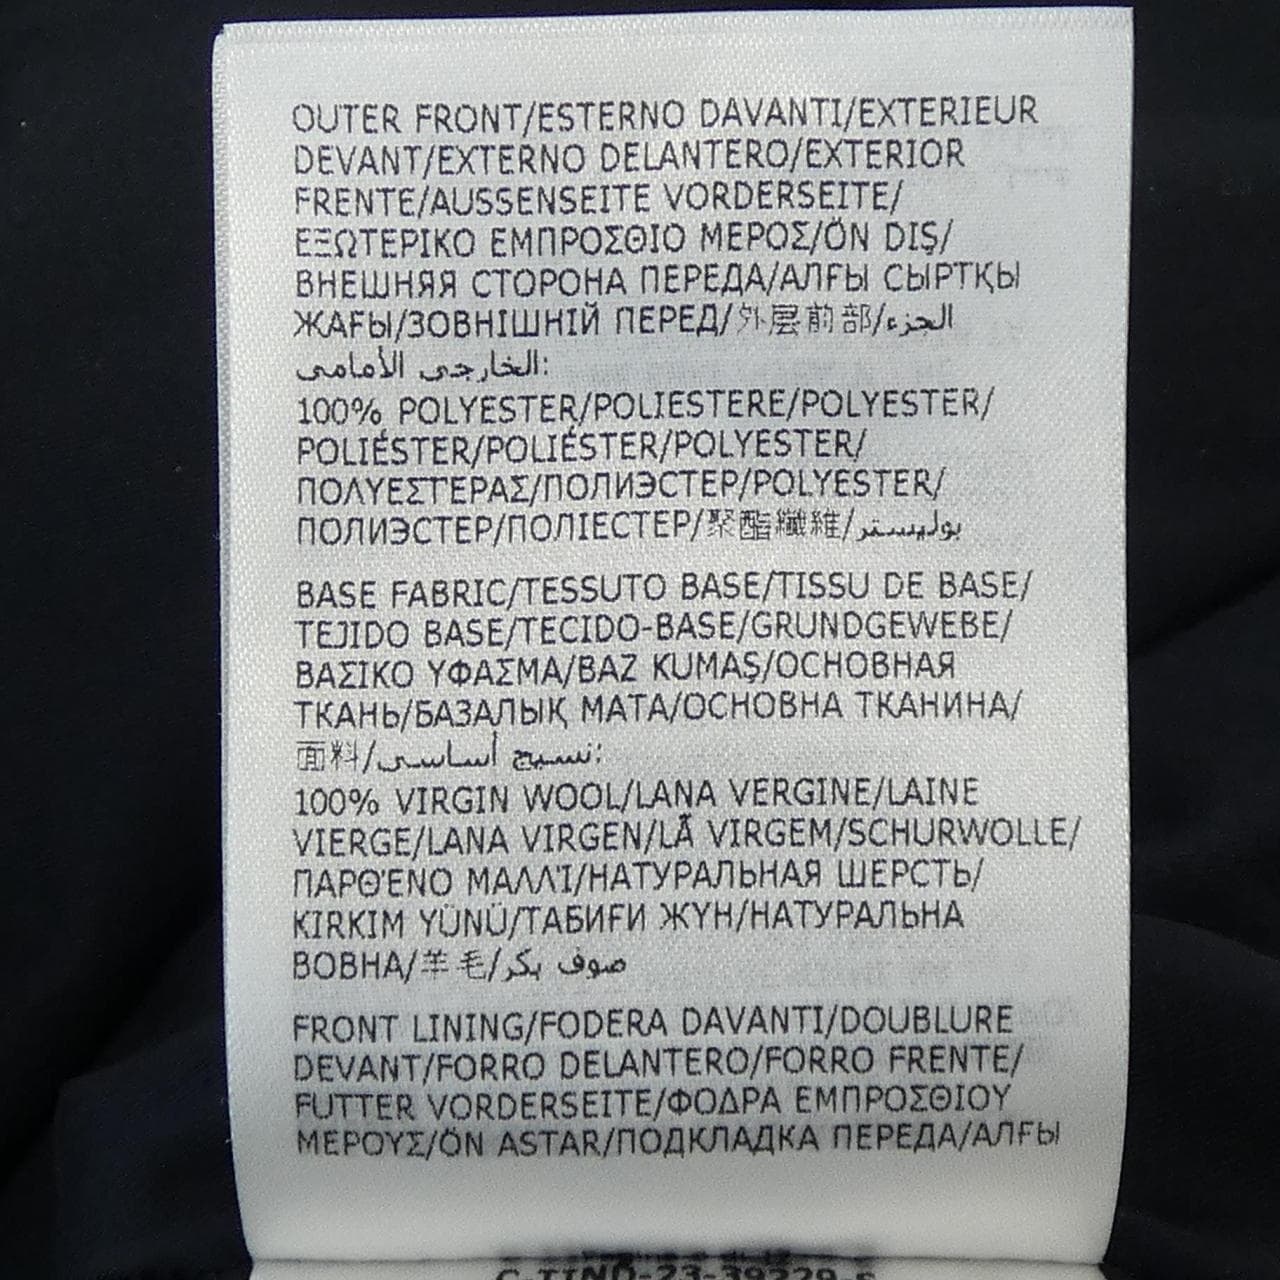 OUTER FRONT/ESTERNO DAVANTI/EXTERIEUR
DEVANT/EXTERNO DELANTERO/EXTERIOR
FRENTE/AUSSENSEITE VORDERSEITE/
ΕΞΩΤΕΡΙΚΟ ΕΜΠΡΟΣΘΙΟ ΜΕΡΟΣ/ÖN DIŞ/
ВНЕШНЯЯ СТОРОНА ПЕРЕДА/АЛҒЫ СЫРТҚЫ
ЖАҒЫ/ЗОВНІШНІЙ ПЕРЕД/外层前部/الجزء
الخارجي الأمامي:
100% POLYESTER/POLIESTERE/POLYESTER/
POLIÉSTER/POLIÉSTER/POLYESTER/
ΠΟΛΥΕΣΤΕΡΑΣ/ПОЛИЭСТЕР/POLYESTER/
ПОЛИЭСТЕР/ПОЛІЕСТЕР/聚酯纖維/بوليستر
BASE FABRIC/TESSUTO BASE/TISSU DE BASE/
TEJIDO BASE/TECIDO-BASE/GRUNDGEWEBE/
ΒΑΣΙΚΟ ΥΦΑΣΜΑ/BAZ KUMAŞ/ОСНОВНАЯ
ТКАНЬ/БАЗАЛЫҚ МАТА/ОСНОВНА ТКАНИНА/
面料/نسيج أساسي:
100% VIRGIN WOOL/LANA VERGINE/LAINE
VIERGE/LANA VIRGEN/LÃ VIRGEM/SCHURWOLLE/
ΠΑΡΘΈΝΟ ΜΑΛΛΊ/НАТУРАЛЬНАЯ ШЕРСТЬ/
KIRKIM YÜNÜ/ТАБИҒИ ЖҮН/НАТУРАЛЬНА
ВОВНА/羊毛/صوف بكر
FRONT LINING/FODERA DAVANTI/DOUBLURE
DEVANT/FORRO DELANTERO/FORRO FRENTE/
FUTTER VORDERSEITE/ΦΟΔΡΑ ΕΜΠΡΟΣΘΙΟΥ
ΜΕΡΟΥΣ/ÖN ASTAR/ПОДКЛАДКА ПЕРЕДА/АЛҒЫ